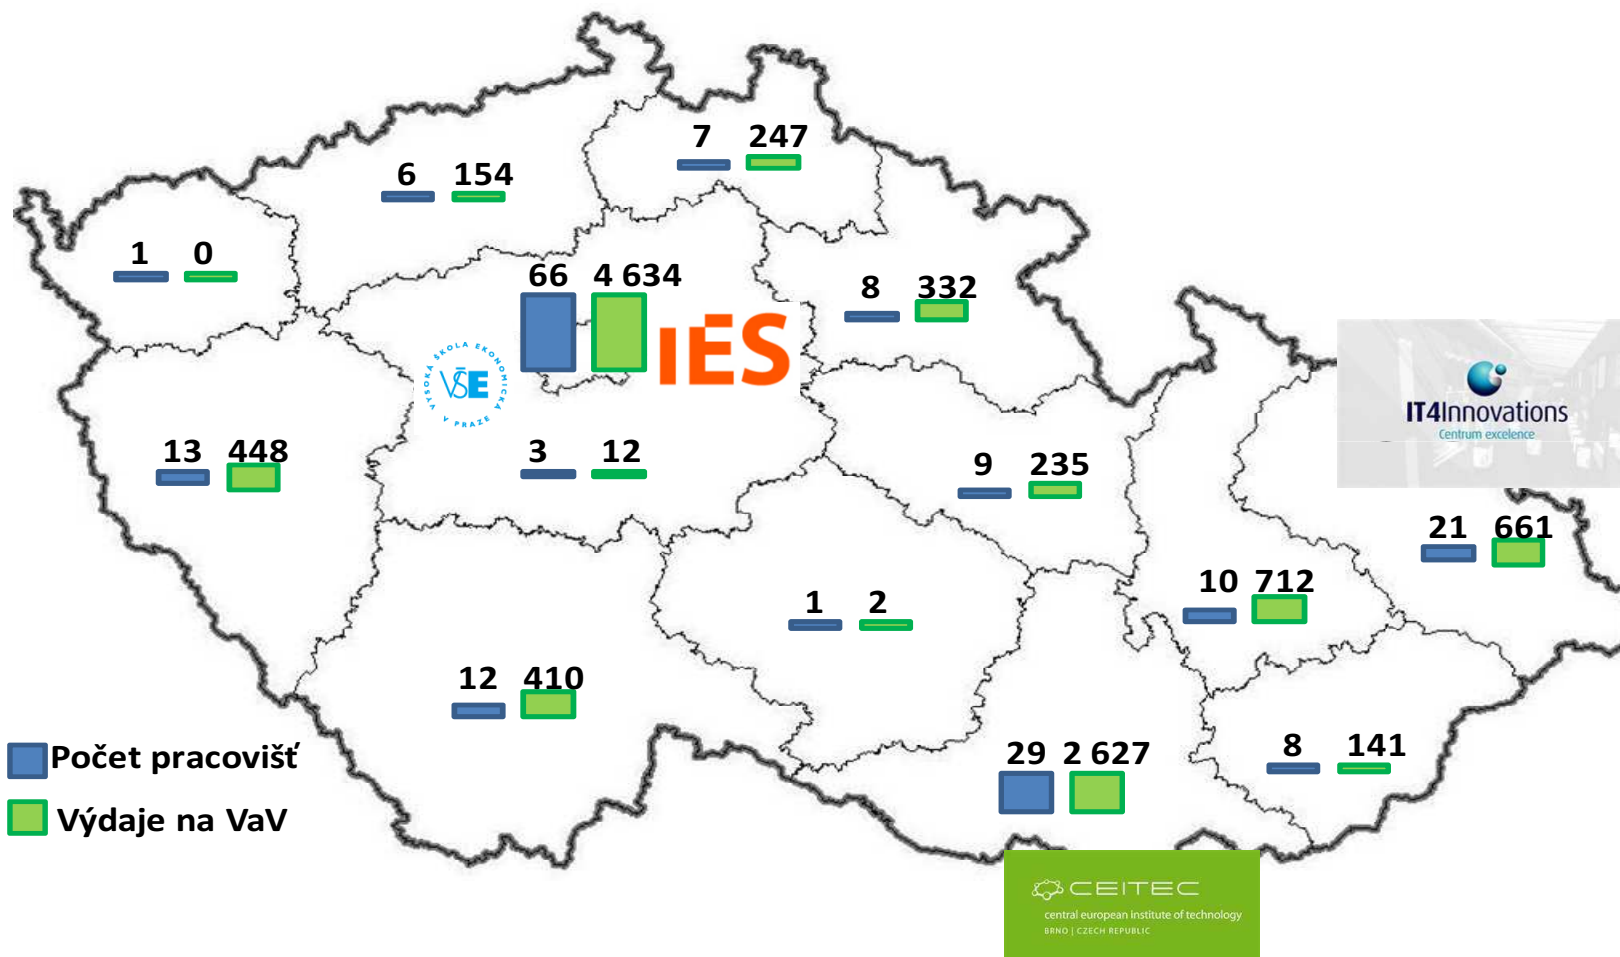 7 247
6 154
1 0
66 4 634
8 332
IES
VYSOKÁ ŠKOLA EKONOMICKÁ
VŠE
V PRAZE
IT4Innovations
Centrum excelence
13 448
3 12
9 235
21 661
10 712
1 2
12 410
29 2 627
8 141
Počet pracovišť
Výdaje na VaV
CEITEC
central european institute of technology
BRNO | CZECH REPUBLIC